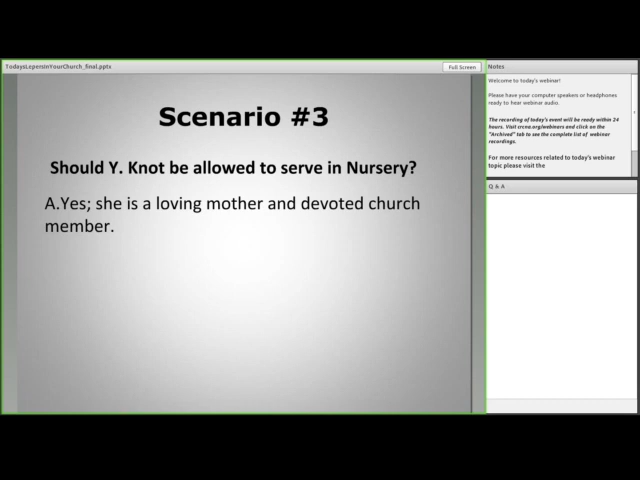 TodaysLepersInYourChurch_final.pptx
Full Screen
Scenario #3
Should Y. Knot be allowed to serve in Nursery?
A.Yes; she is a loving mother and devoted church
member.
Notes
Welcome to today's webinar!
Please have your computer speakers or headphones
ready to hear webinar audio.
The recording of today's event will be ready within 24
hours. Visit crcna.org/webinars and click on the
"Archived" tab to see the complete list of webinar
recordings.
For more resources related to today's webinar
topic please visit the
Q & A